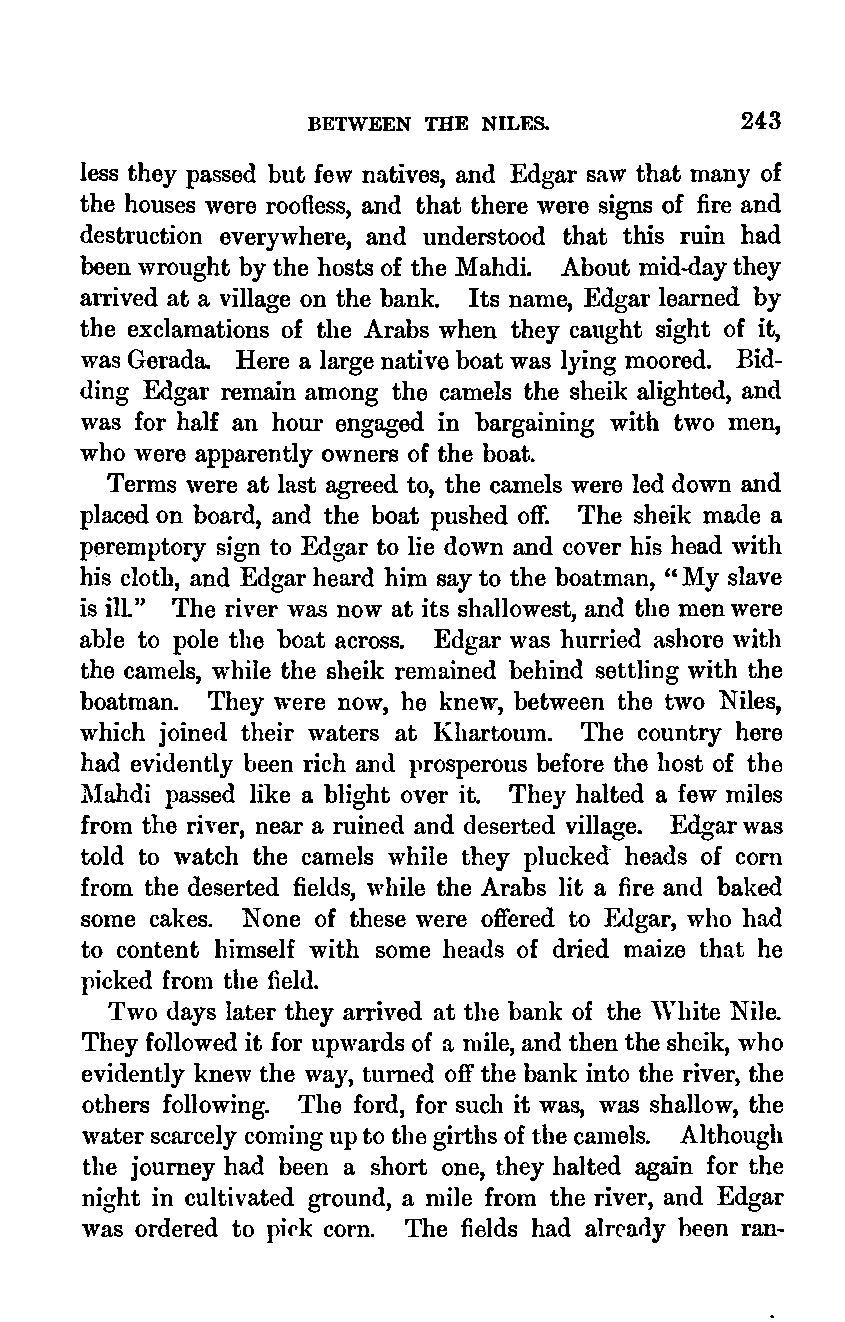 BETWEEN THE NILES. 243
less they passed but few natives, and Edgar saw that many of
the houses were roofless, and that there were signs of fire and
destruction everywhere, and understood that this ruin had
been wrought by the hosts of the Mahdi. About mid-day they
arrived at a village on the bank. Its name, Edgar learned by
the exclamations of the Arabs when they caught sight of it,
was Gerada. Here a large native boat was lying moored. Bid-
ding Edgar remain among the camels the sheik alighted, and
was for half an hour engaged in bargaining with two men,
who were apparently owners of the boat.
Terms were at last agreed to, the camels were led down and
placed on board, and the boat pushed off. The sheik made a
peremptory sign to Edgar to lie down and cover his head with
his cloth, and Edgar heard him say to the boatman, "My slave
is ill." The river was now at its shallowest, and the men were
able to pole the boat across. Edgar was hurried ashore with
the camels, while the sheik remained behind settling with the
boatman. They were now, he knew, between the two Niles,
which joined their waters at Khartoum. The country here
had evidently been rich and prosperous before the host of the
Mahdi passed like a blight over it. They halted a few miles
from the river, near a ruined and deserted village. Edgar was
told to watch the camels while they plucked heads of corn
from the deserted fields, while the Arabs lit a fire and baked
some cakes. None of these were offered to Edgar, who had
to content himself with some heads of dried maize that he
picked from the field.
Two days later they arrived at the bank of the White Nile.
They followed it for upwards of a mile, and then the sheik, who
evidently knew the way, turned off the bank into the river, the
others following. The ford, for such it was, was shallow, the
water scarcely coming up to the girths of the camels. Although
the journey had been a short one, they halted again for the
night in cultivated ground, a mile from the river, and Edgar
was ordered to pick corn. The fields had already been ran-